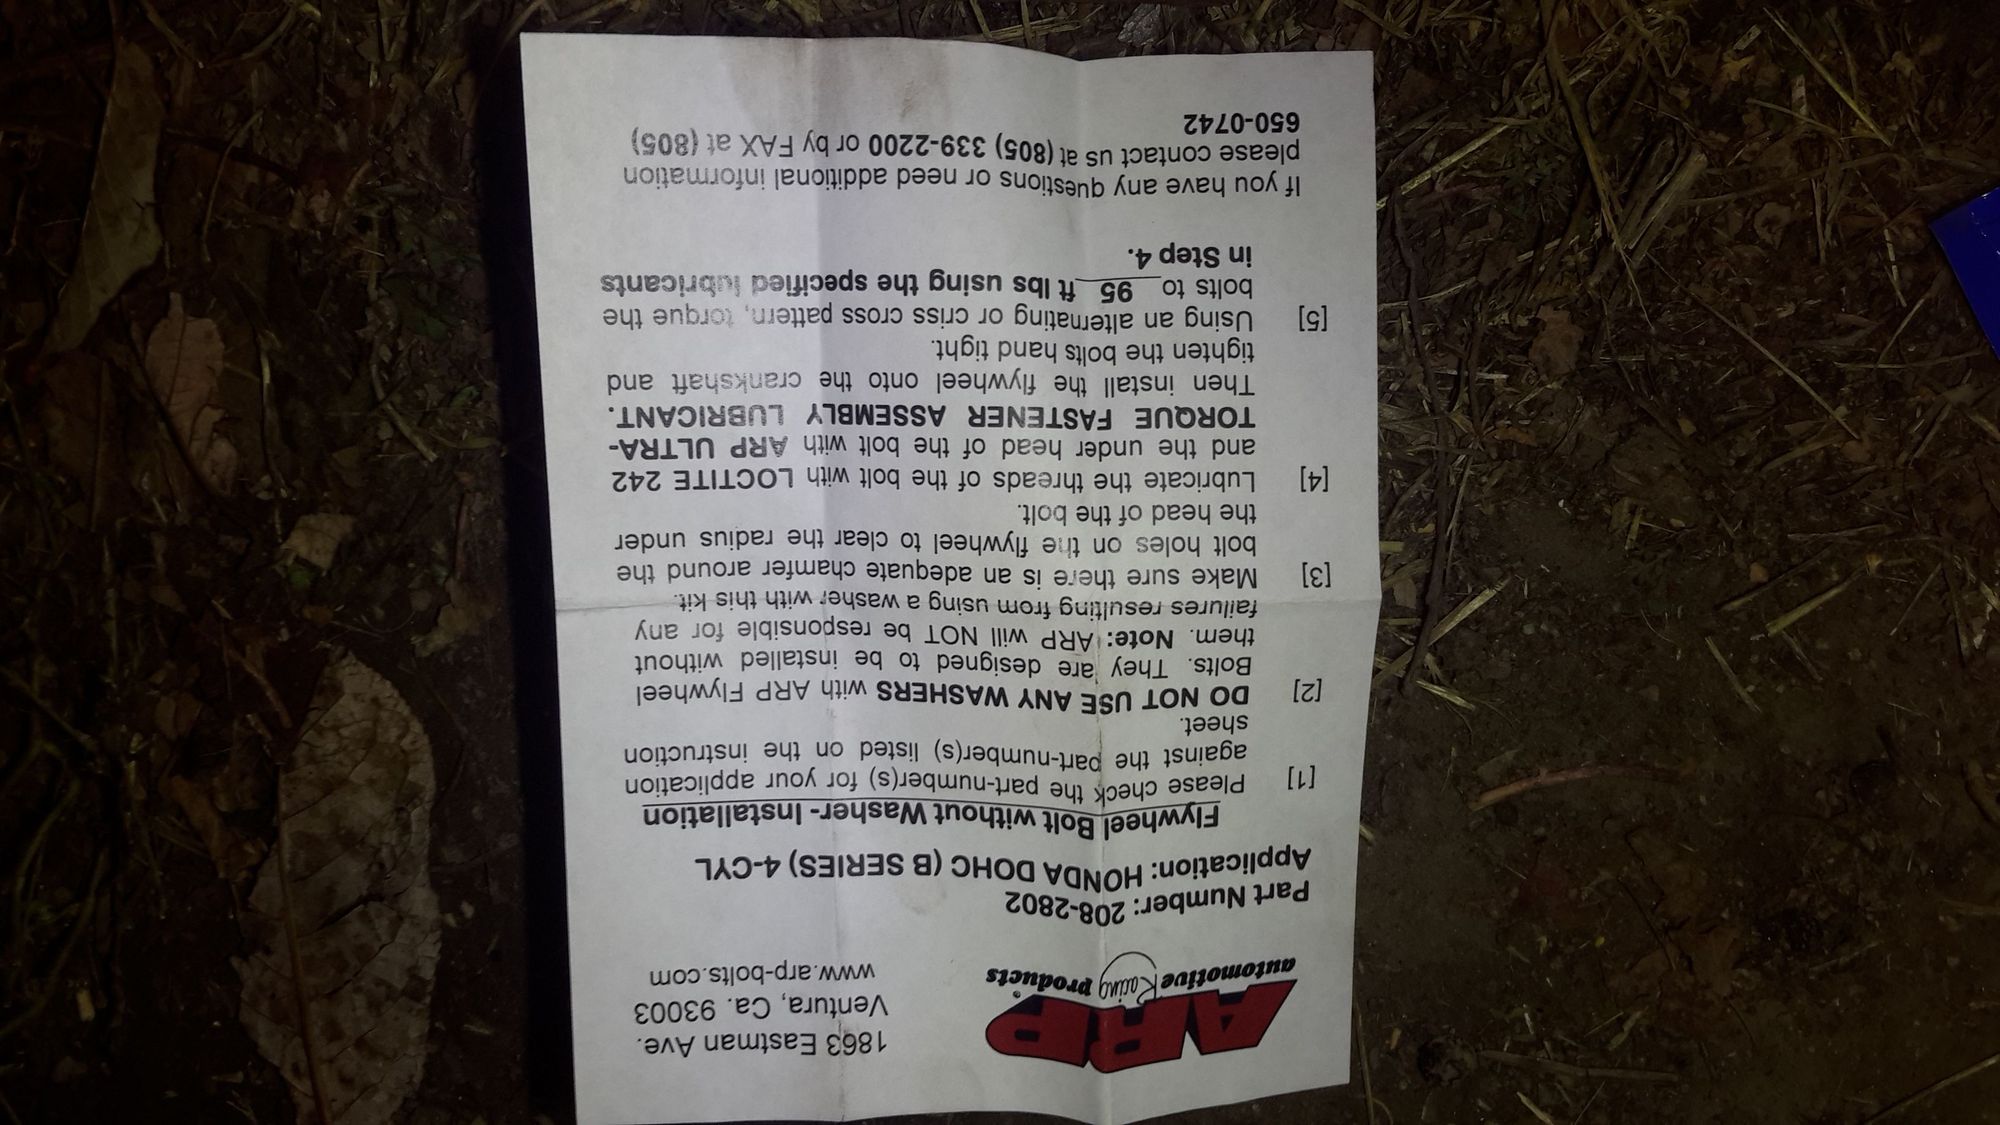 ARP
automotive Racing products
1863 Eastman Ave.
Ventura, Ca. 93003
www.arp-bolts.com
Part Number: 208-2802
Application: HONDA DOHC (B SERIES) 4-CYL
Flywheel Bolt without Washer- Installation
[1] Please check the part-number(s) for your application
against the part-number(s) listed on the instruction
sheet.
[2] DO NOT USE ANY WASHERS with ARP Flywheel
Bolts. They are designed to be installed without
them. Note: ARP will NOT be responsible for any
failures resulting from using a washer with this kit.
[3] Make sure there is an adequate chamfer around the
bolt holes on the flywheel to clear the radius under
the head of the bolt.
[4] Lubricate the threads of the bolt with LOCTITE 242
and the under head of the bolt with ARP ULTRA-
TORQUE FASTENER ASSEMBLY LUBRICANT.
Then install the flywheel onto the crankshaft and
tighten the bolts hand tight.
[5] Using an alternating or criss cross pattern, torque the
bolts to 95 ft lbs using the specified lubricants
in Step 4.
If you have any questions or need additional information
please contact us at (805) 339-2200 or by FAX at (805)
650-0742